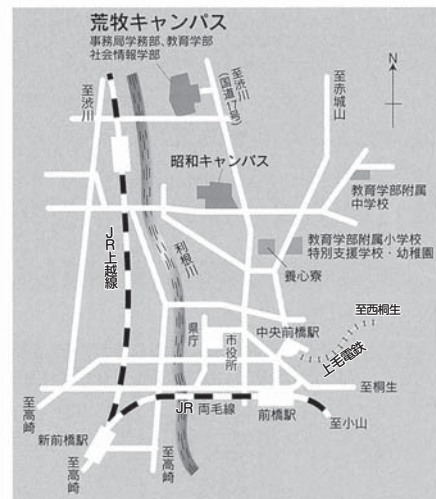 荒牧キャンパス
事務局学務部、教育学部
社会情報学部
至渋川
至渋川
(国道17号)
至赤城山
N
昭和キャンパス
教育学部附属
中学校
教育学部附属小学校
特別支援学校・幼稚園
養心寮
JR上越線
利根川
至西桐生
中央前橋駅
上毛電鉄
県庁
市役所
至桐生
至高崎
JR 両毛線
前橋駅
至小山
新前橋駅
至高崎
至高崎